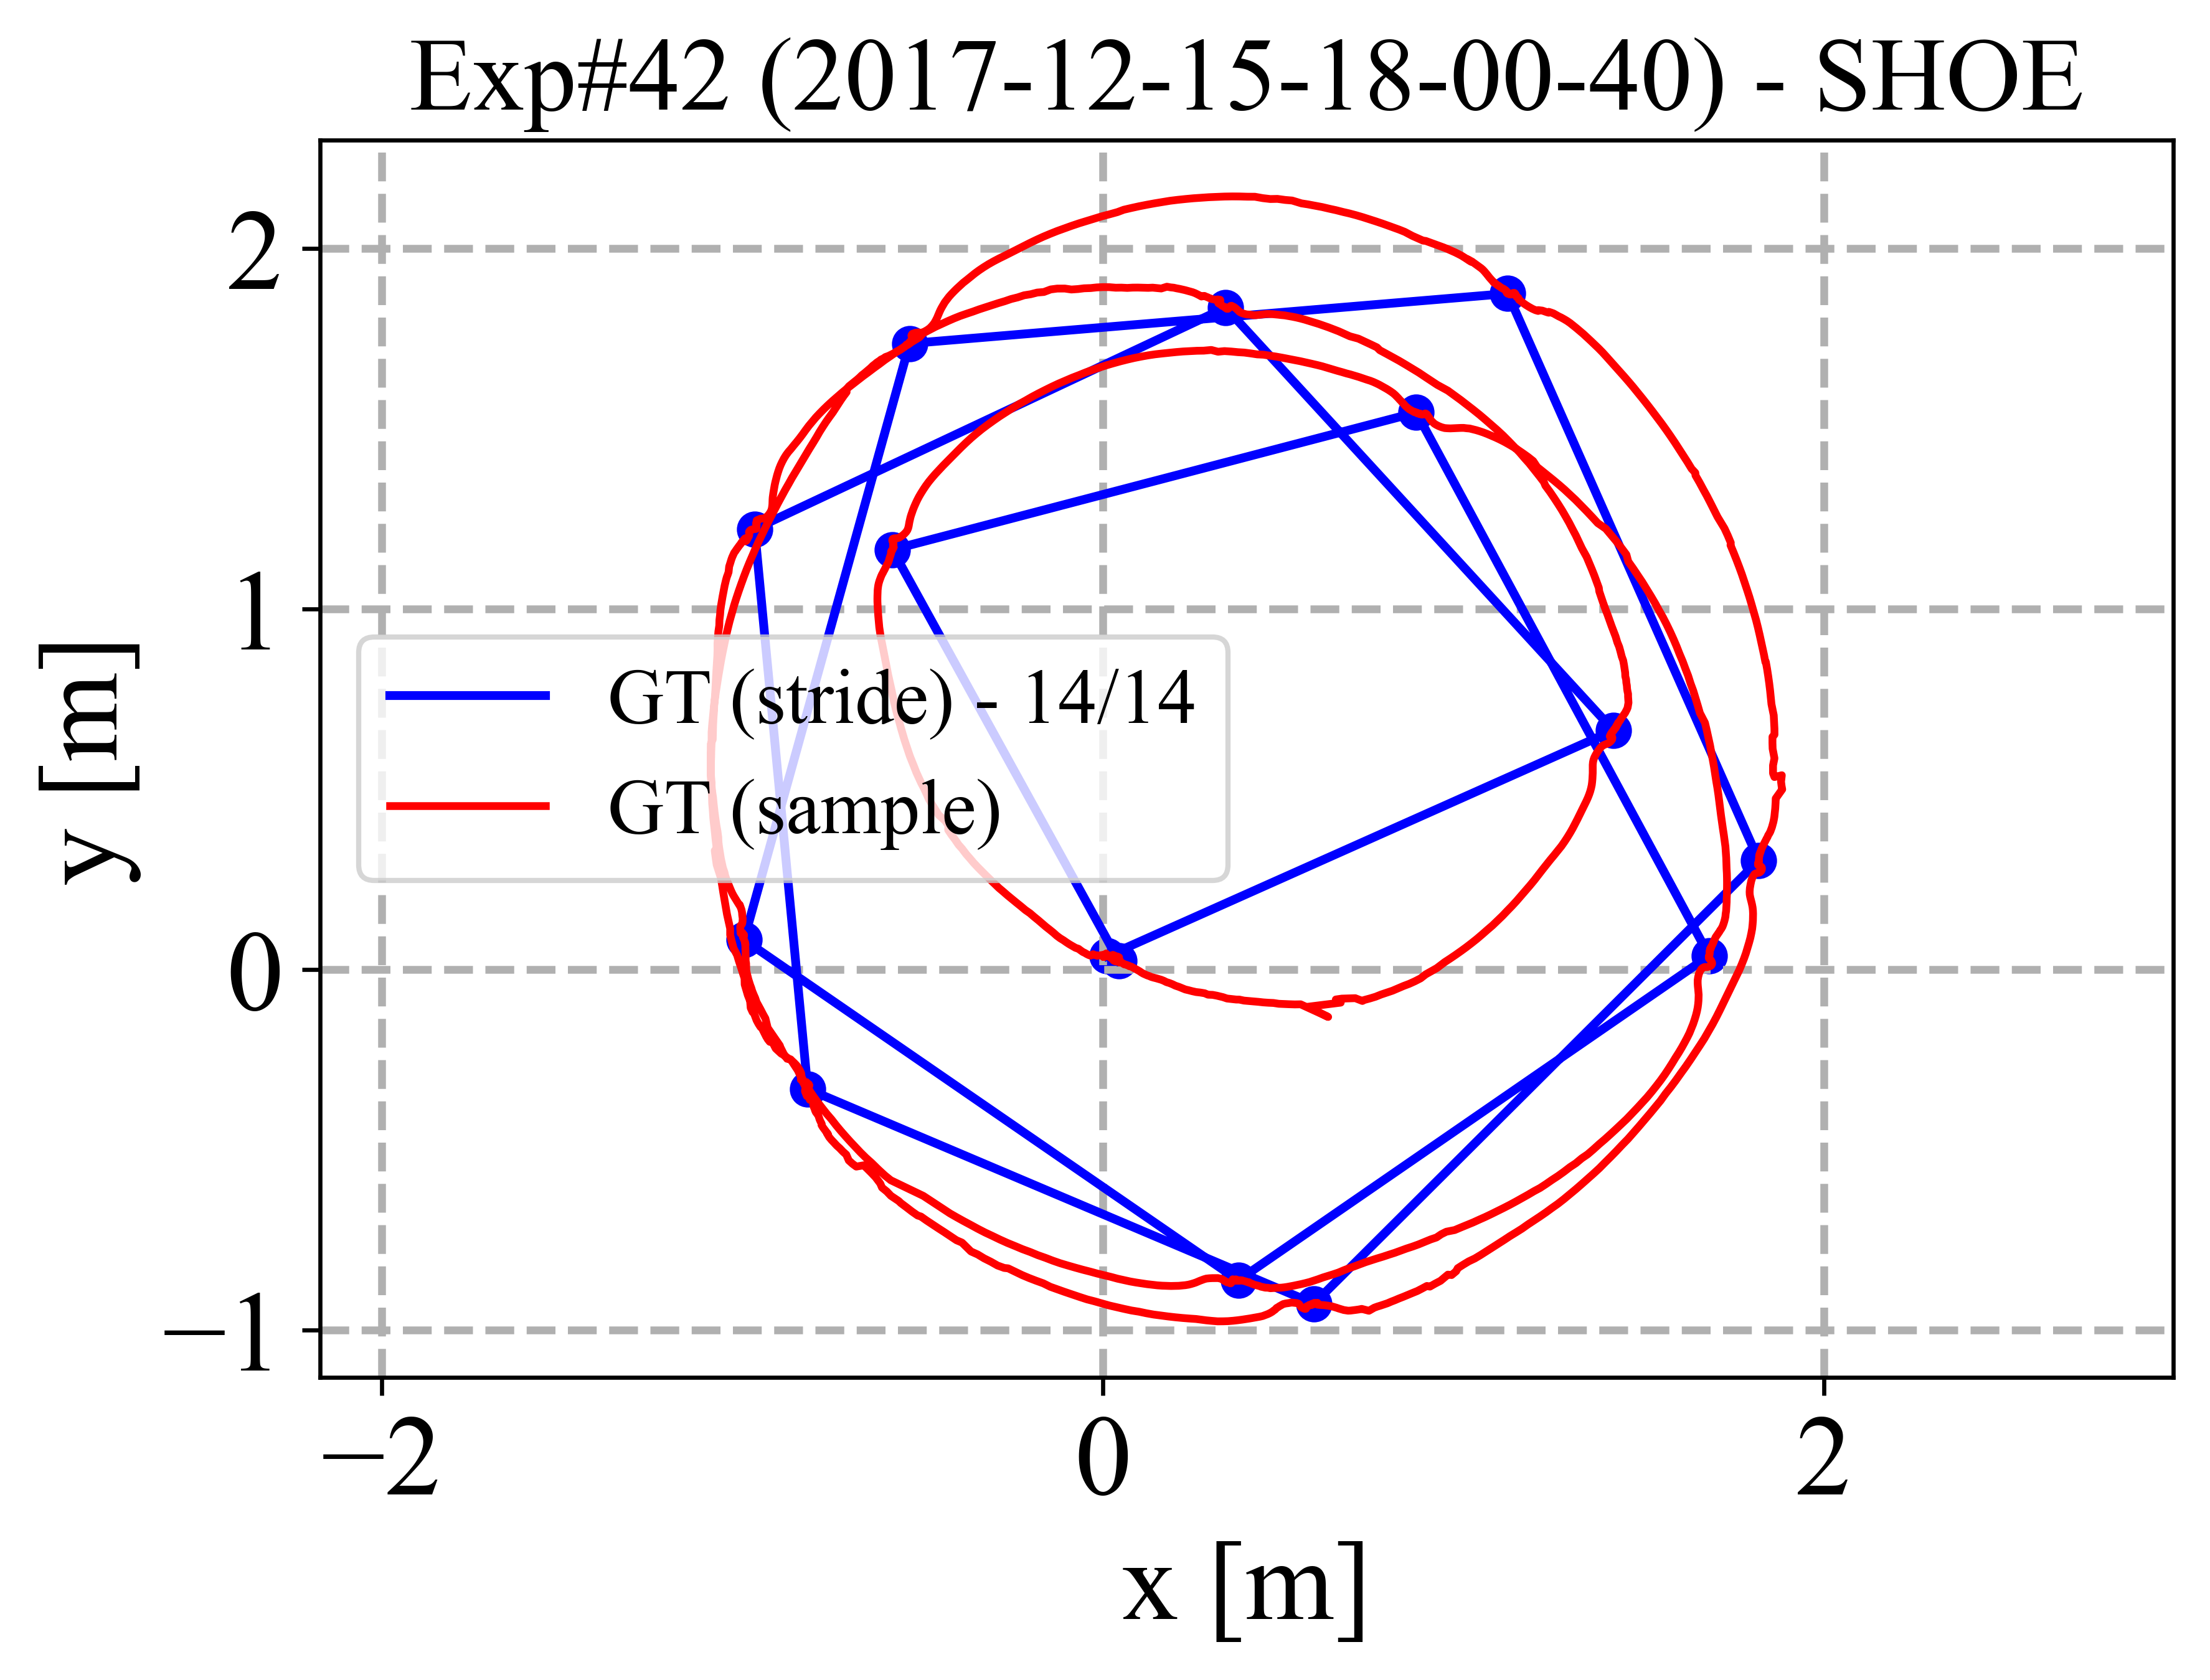 Exp#42 (2017-12-15-18-00-40) - SHOE
2
1
0
−1
y [m]
GT (stride) - 14/14
GT (sample)
−2
0
2
x [m]